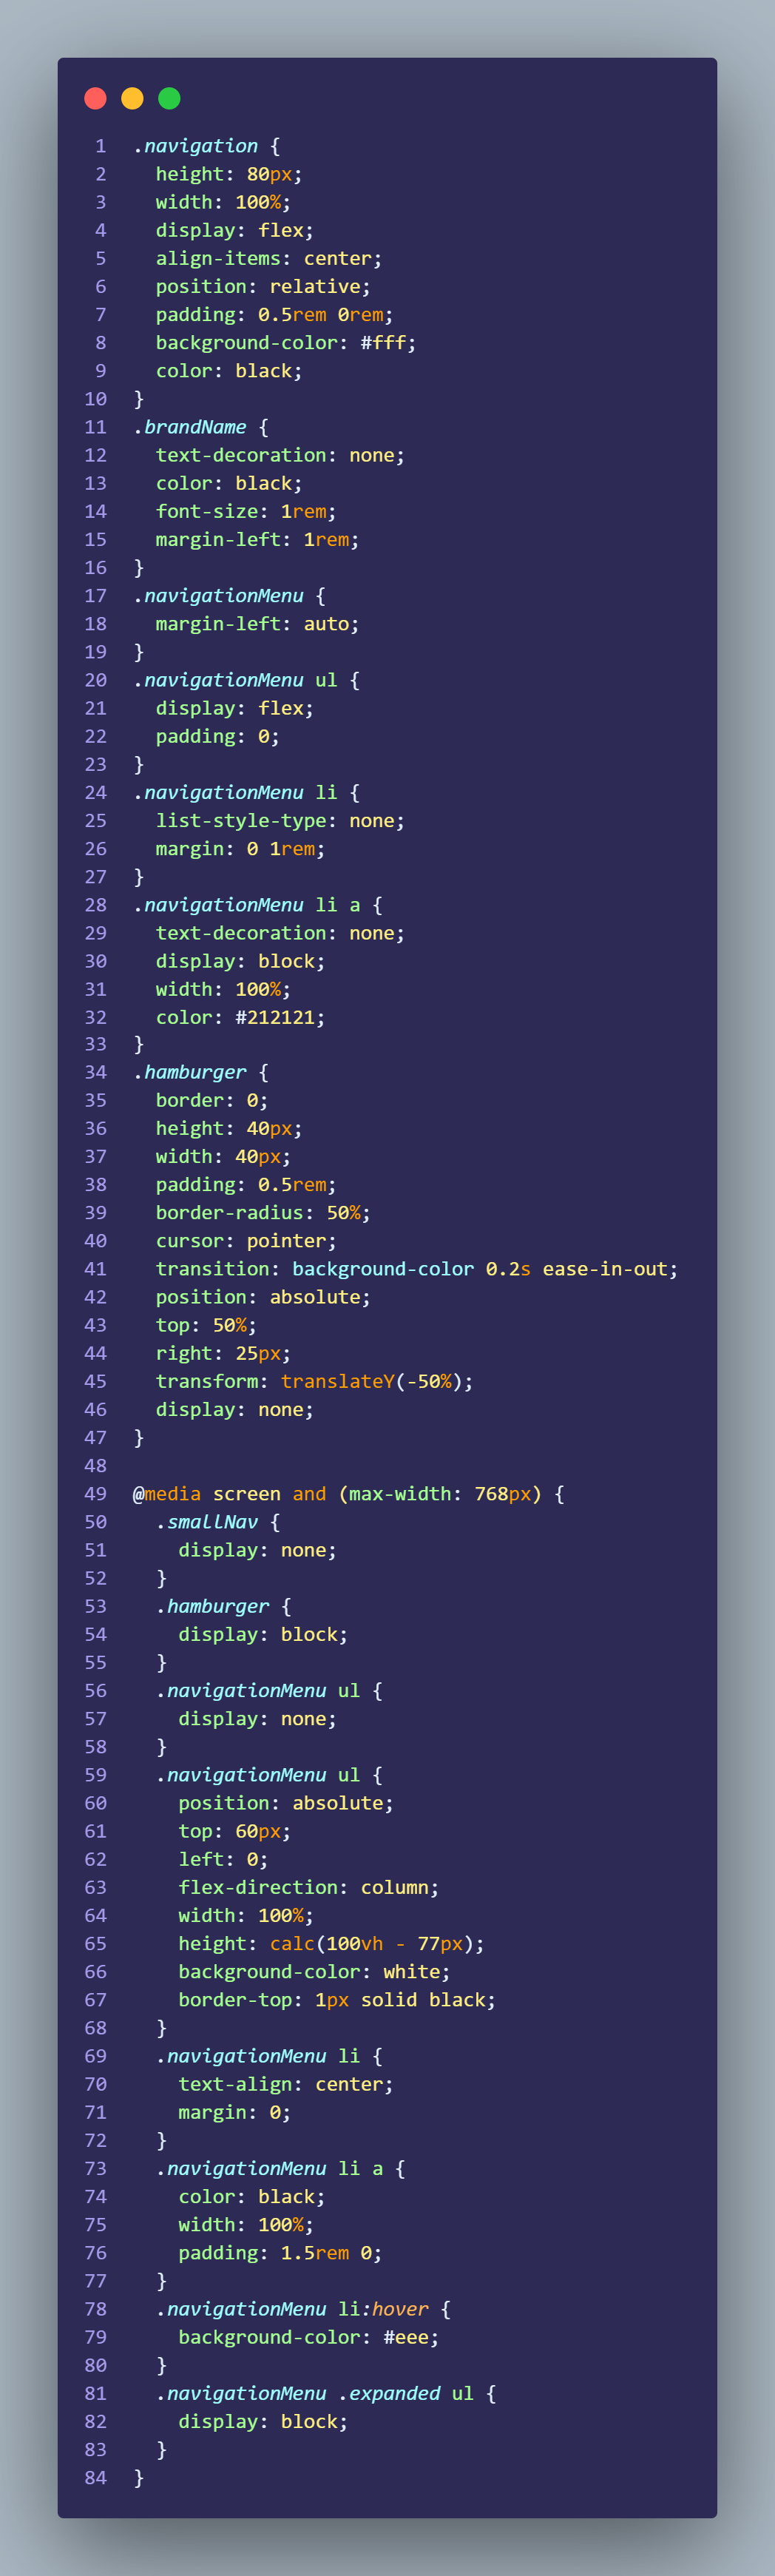 1 .navigation {
2 height: 80px;
3 width: 100%;
4 display: flex;
5 align-items: center;
6 position: relative;
7 padding: 0.5rem 0rem;
8 background-color: #fff;
9 color: black;
10 }
11 .brandName {
12 text-decoration: none;
13 color: black;
14 font-size: 1rem;
15 margin-left: 1rem;
16 }
17 .navigationMenu {
18 margin-left: auto;
19 }
20 .navigationMenu ul {
21 display: flex;
22 padding: 0;
23 }
24 .navigationMenu li {
25 list-style-type: none;
26 margin: 0 1rem;
27 }
28 .navigationMenu li a {
29 text-decoration: none;
30 display: block;
31 width: 100%;
32 color: #212121;
33 }
34 .hamburger {
35 border: 0;
36 height: 40px;
37 width: 40px;
38 padding: 0.5rem;
39 border-radius: 50%;
40 cursor: pointer;
41 transition: background-color 0.2s ease-in-out;
42 position: absolute;
43 top: 50%;
44 right: 25px;
45 transform: translateY(-50%);
46 display: none;
47 }
48
49 @media screen and (max-width: 768px) {
50 .smallNav {
51 display: none;
52 }
53 .hamburger {
54 display: block;
55 }
56 .navigationMenu ul {
57 display: none;
58 }
59 .navigationMenu ul {
60 position: absolute;
61 top: 60px;
62 left: 0;
63 flex-direction: column;
64 width: 100%;
65 height: calc(100vh - 77px);
66 background-color: white;
67 border-top: 1px solid black;
68 }
69 .navigationMenu li {
70 text-align: center;
71 margin: 0;
72 }
73 .navigationMenu li a {
74 color: black;
75 width: 100%;
76 padding: 1.5rem 0;
77 }
78 .navigationMenu li:hover {
79 background-color: #eee;
80 }
81 .navigationMenu .expanded ul {
82 display: block;
83 }
84 }